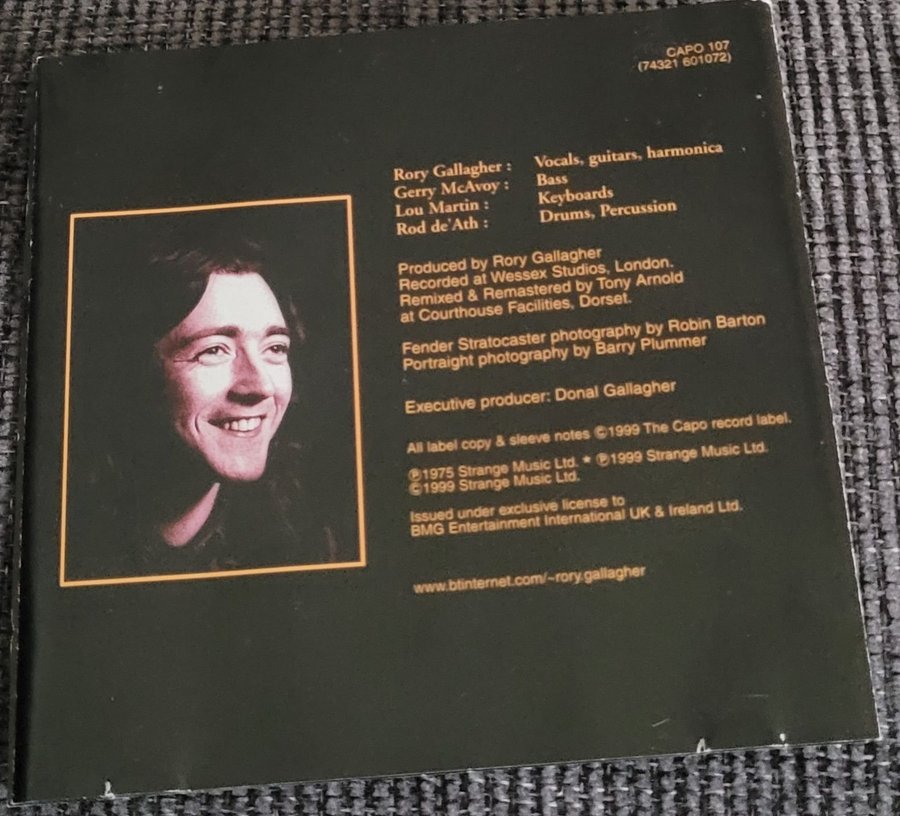 CAPO 107
(74321 601072)
Rory Gallagher : Vocals, guitars, harmonica
Gerry McAvoy : Bass
Lou Martin : Keyboards
Rod de'Ath : Drums, Percussion
Produced by Rory Gallagher
Recorded at Wessex Studios, London.
Remixed & Remastered by Tony Arnold
at Courthouse Facilities, Dorset.
Fender Stratocaster photography by Robin Barton
Portraight photography by Barry Plummer
Executive producer: Donal Gallagher
All label copy & sleeve notes ©1999 The Capo record label.
℗1975 Strange Music Ltd. * ℗1999 Strange Music Ltd.
©1999 Strange Music Ltd.
Issued under exclusive license to
BMG Entertainment International UK & Ireland Ltd.
www.btinternet.com/~rory.gallagher